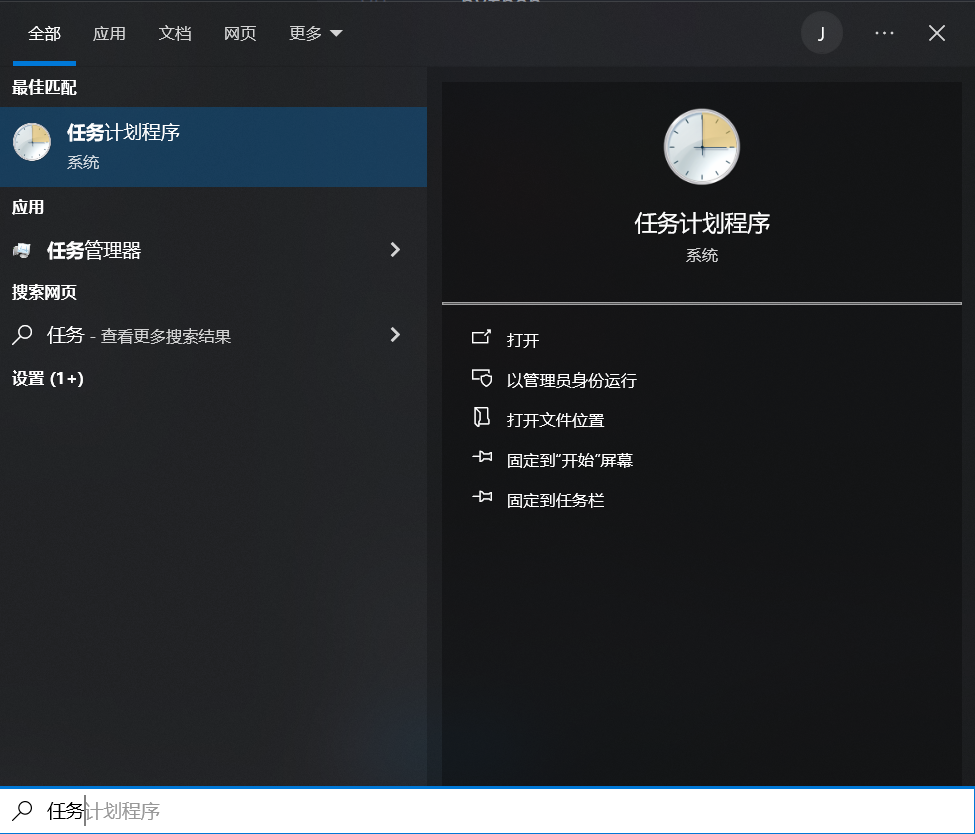 全部 应用 文档 网页 更多 J ...
最佳匹配
任务计划程序
系统
应用
任务管理器
搜索网页
任务 - 查看更多搜索结果
设置 (1+)
任务计划程序
系统
打开
以管理员身份运行
打开文件位置
固定到"开始"屏幕
固定到任务栏
任务计划程序